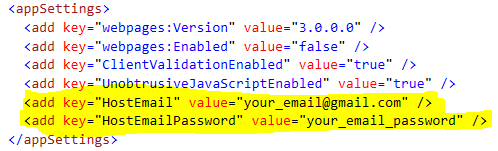 <appSettings>
<add key="webpages:Version" value="3.0.0.0" />
<add key="webpages:Enabled" value="false" />
<add key="ClientValidationEnabled" value="true" />
<add key="UnobtrusiveJavaScriptEnabled" value="true" />
<add key="HostEmail" value="your_email@gmail.com" />
<add key="HostEmailPassword" value="your_email_password" />
</appSettings>